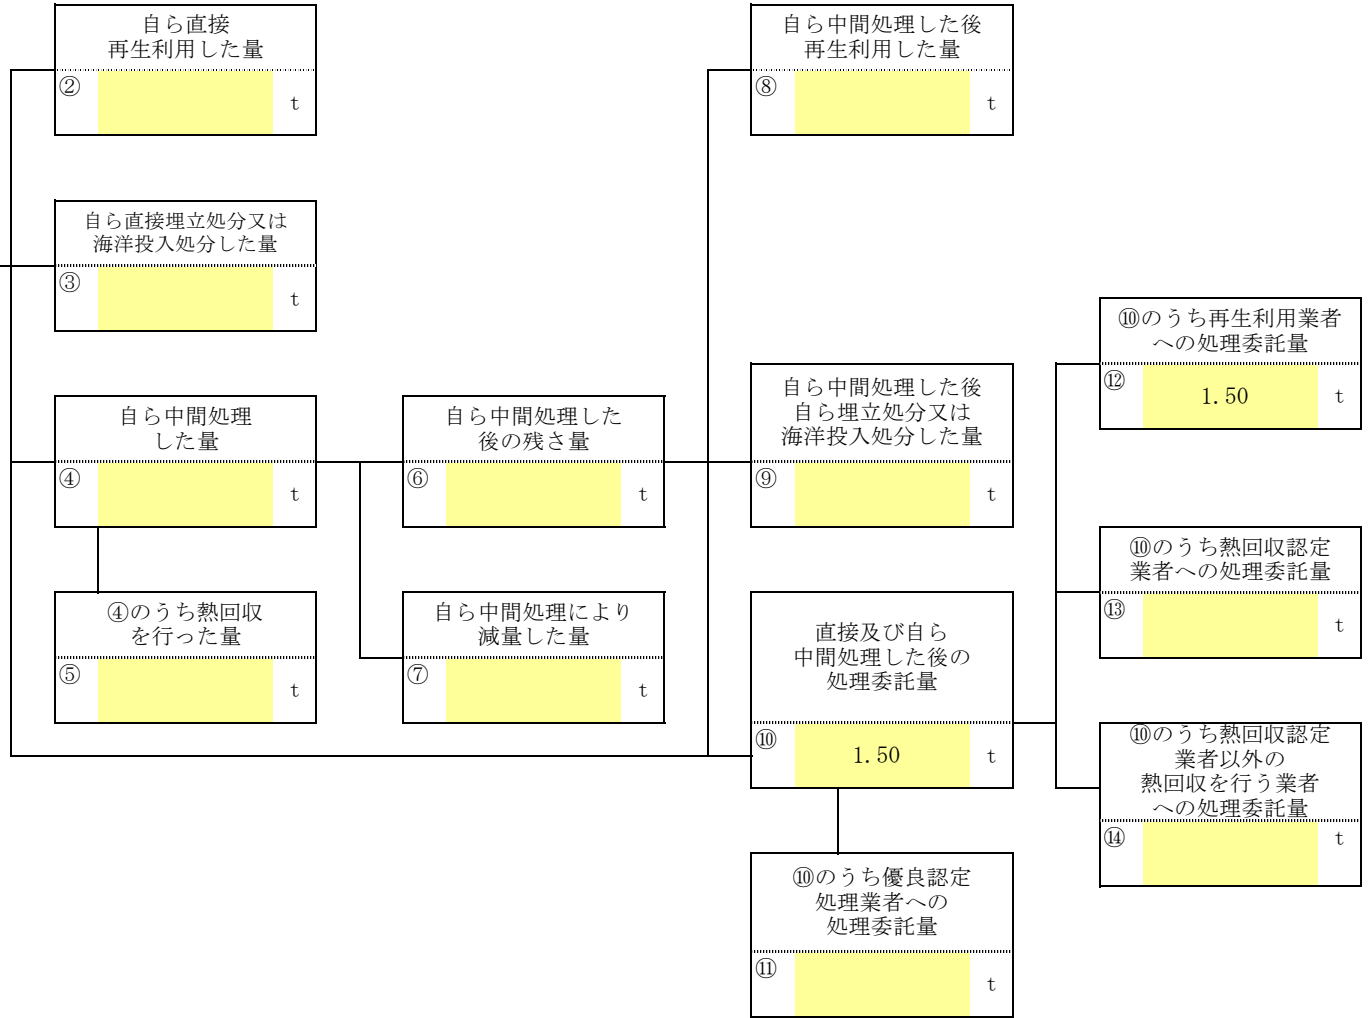 自ら直接
再生利用した量
②
t
自ら中間処理した後
再生利用した量
⑧
t
自ら直接埋立処分又は
海洋投入処分した量
③
t
⑩のうち再生利用業者
への処理委託量
⑫
1.50
t
自ら中間処理
した量
④
t
自ら中間処理した
後の残さ量
⑥
t
自ら中間処理した後
自ら埋立処分又は
海洋投入処分した量
⑨
t
⑩のうち熱回収認定
業者への処理委託量
⑬
t
④のうち熱回収
を行った量
⑤
t
自ら中間処理により
減量した量
⑦
t
直接及び自ら
中間処理した後の
処理委託量
⑩
1.50
t
⑩のうち熱回収認定
業者以外の
熱回収を行う業者
への処理委託量
⑭
t
⑩のうち優良認定
処理業者への
処理委託量
⑪
t